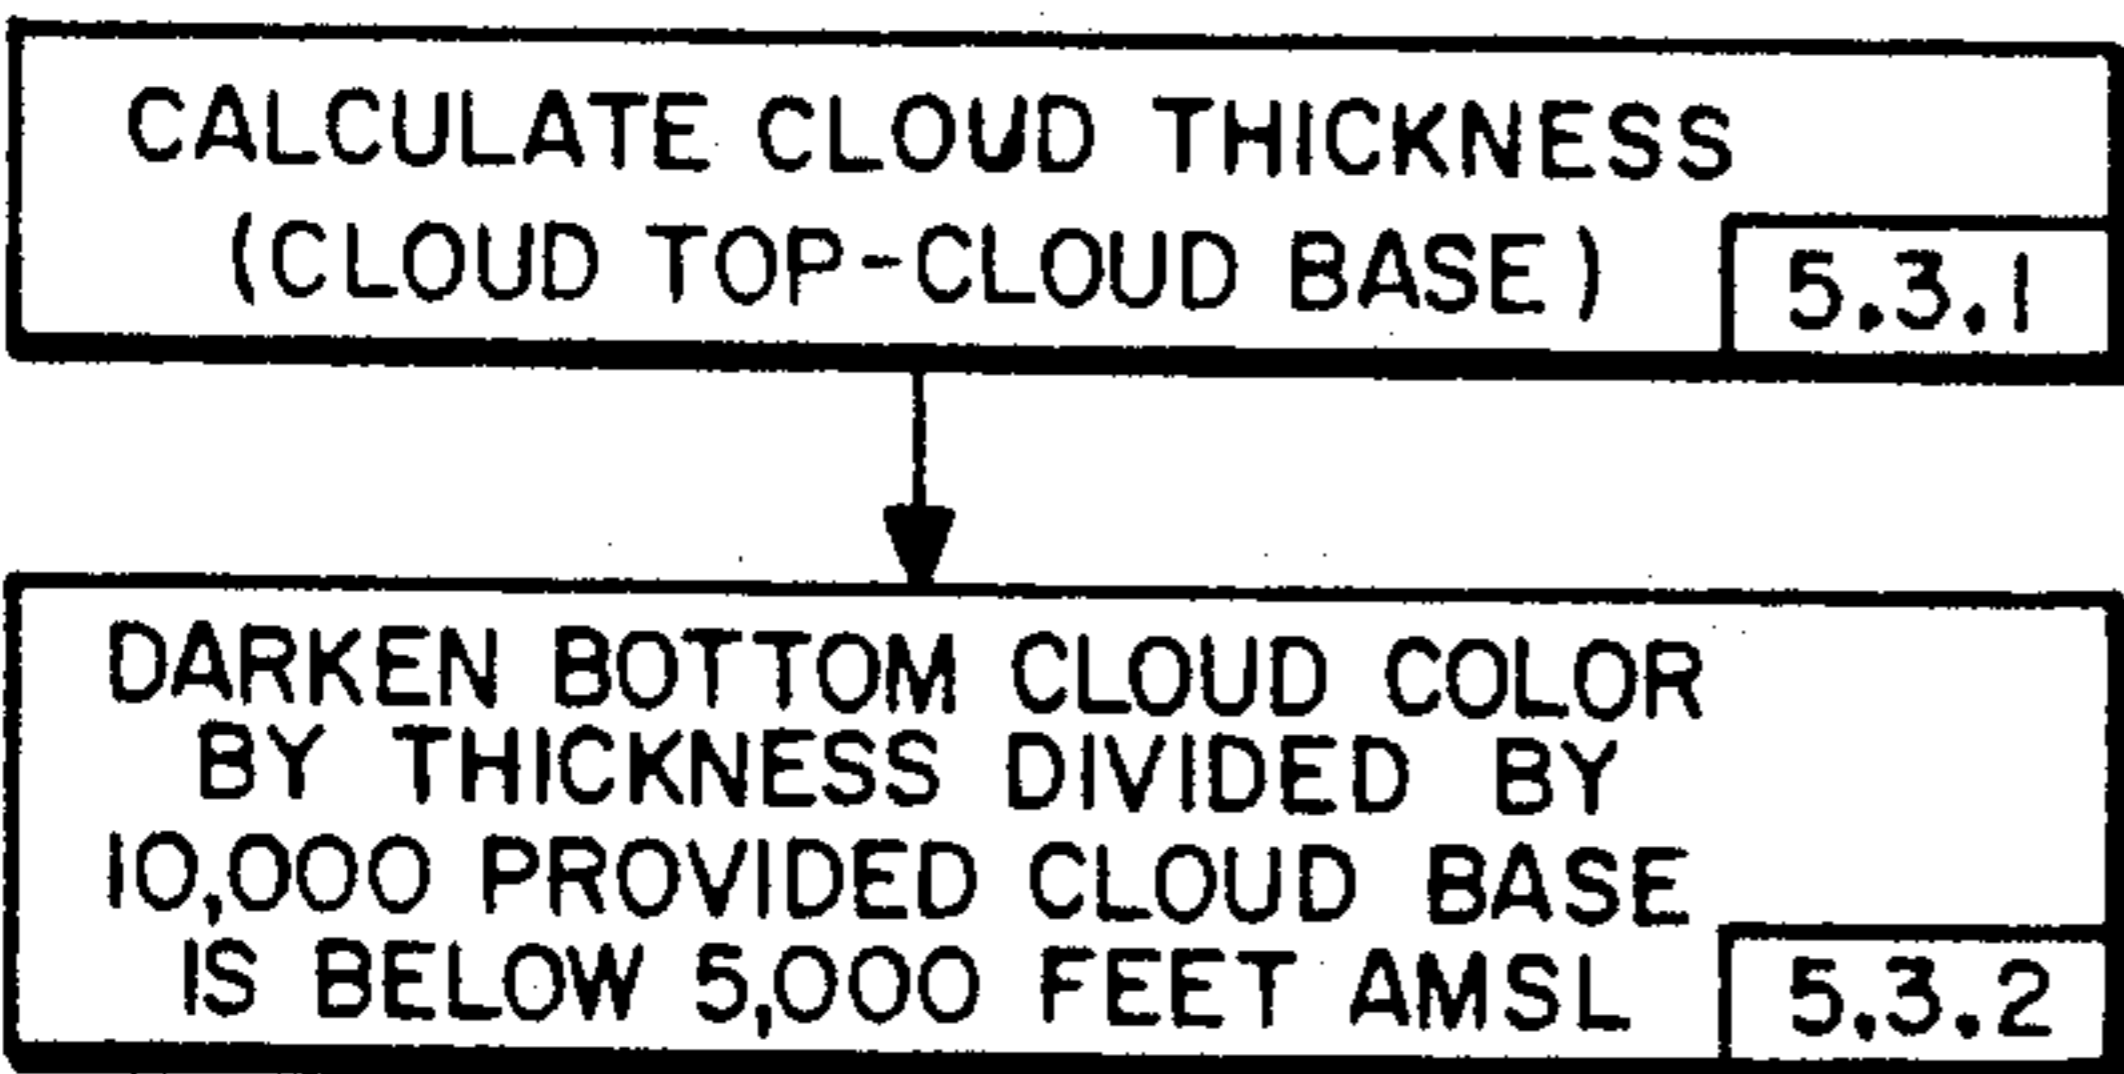 CALCULATE CLOUD THICKNESS
(CLOUD TOP-CLOUD BASE)
5.3.1
DARKEN BOTTOM CLOUD COLOR
BY THICKNESS DIVIDED BY
10,000 PROVIDED CLOUD BASE
IS BELOW 5,000 FEET AMSL
5.3.2